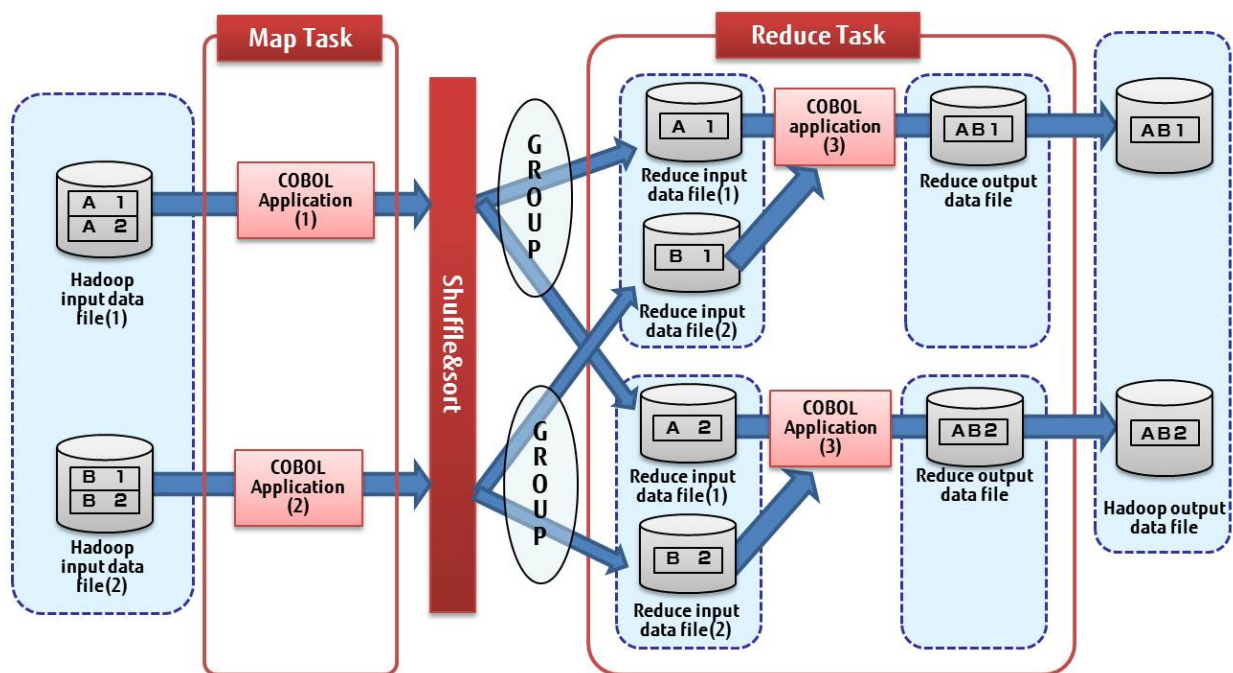 Map Task
Reduce Task
A 1
A 2
Hadoop
input data
file(1)
COBOL
Application
(1)
B 1
B 2
Hadoop
input data
file(2)
COBOL
Application
(2)
Shuffle&sort
GROUP
GROUP
A 1
Reduce input
data file(1)
B 1
Reduce input
data file(2)
COBOL
application
(3)
AB1
Reduce output
data file
AB1
A 2
Reduce input
data file(1)
B 2
Reduce input
data file(2)
COBOL
Application
(3)
AB2
Reduce output
data file
AB2
Hadoop output
data file